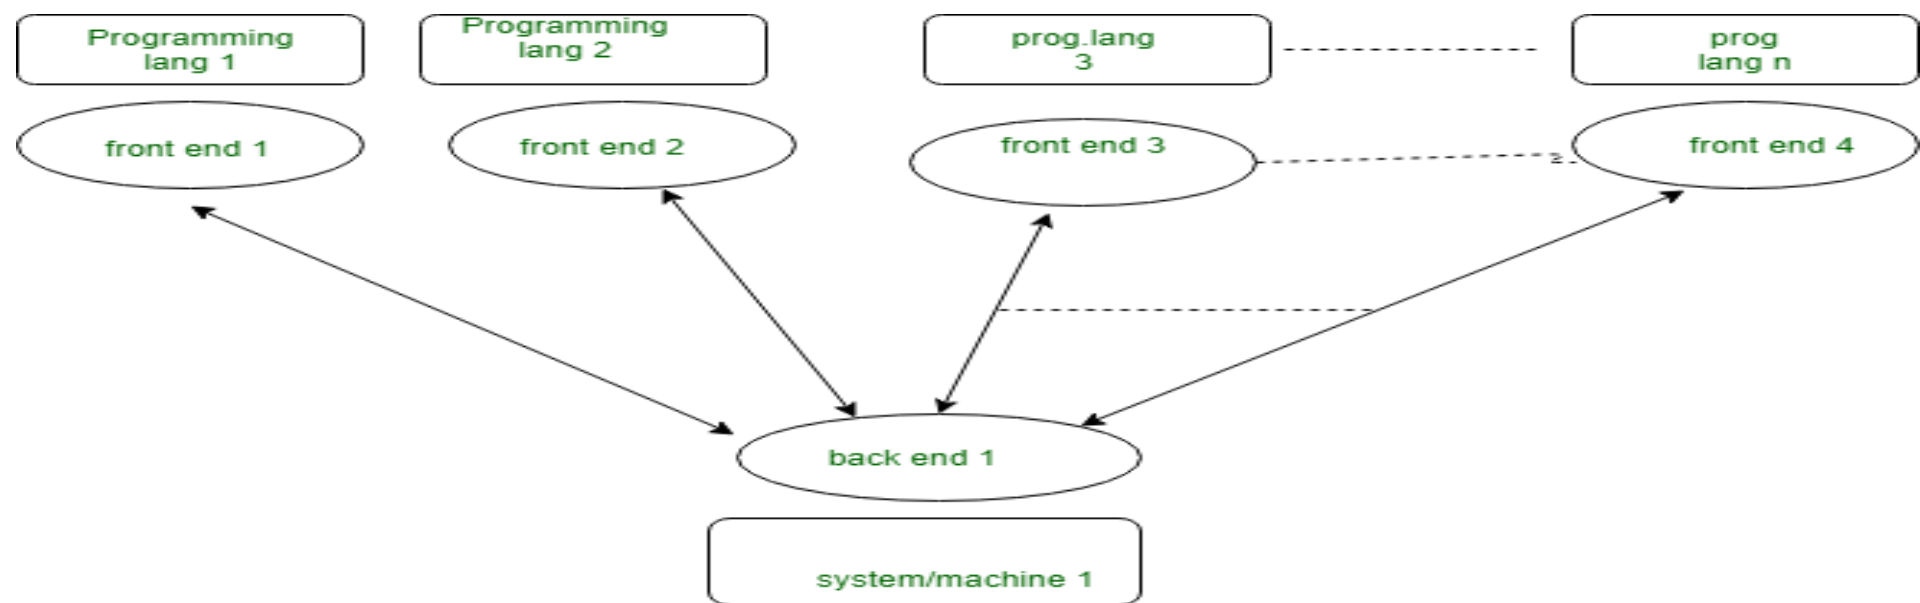 Programming
lang 1
Programming
lang 2
prog.lang
3
prog
lang n
front end 1
front end 2
front end 3
front end 4
back end 1
system/machine 1